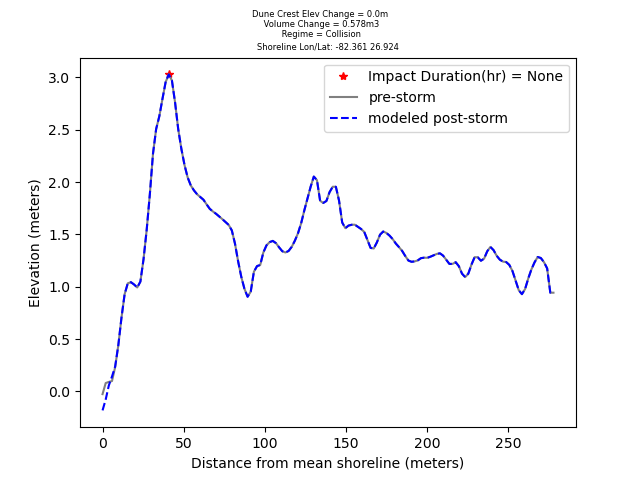 Dune Crest Elev Change = 0.0m
Volume Change = 0.578m3
Regime = Collision
Shoreline Lon/Lat: -82.361 26.924
Impact Duration(hr) = None
pre-storm
modeled post-storm
3.0
2.5
2.0
1.5
1.0
0.5
0.0
Elevation (meters)
0 50 100 150 200 250
Distance from mean shoreline (meters)